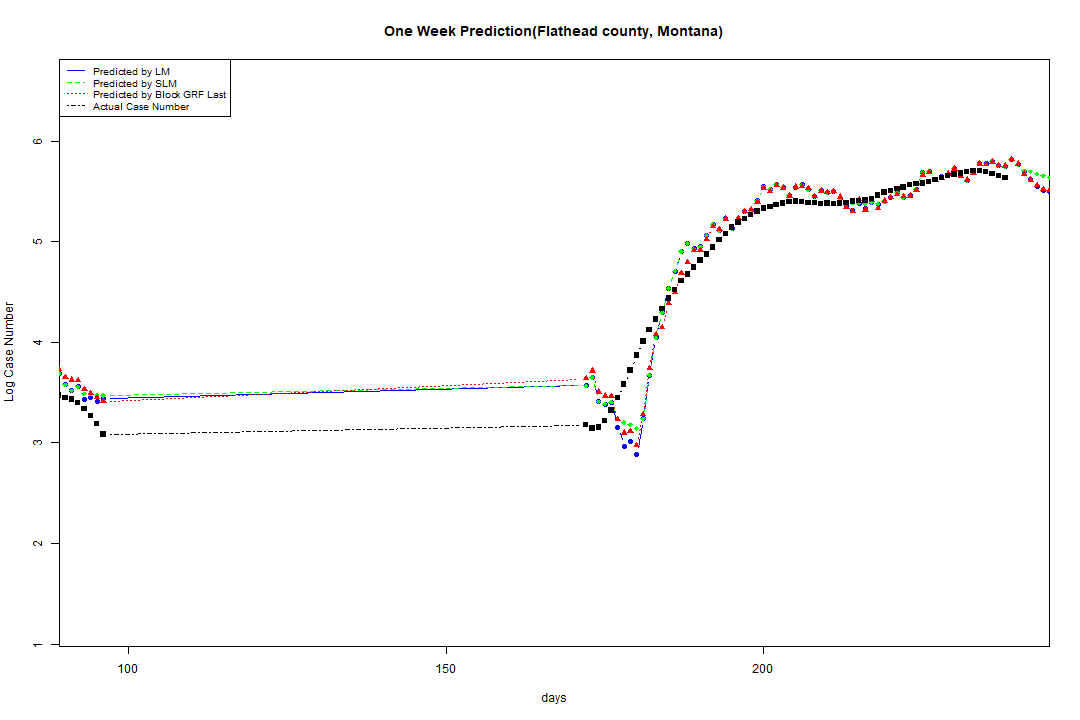 One Week Prediction(Flathead county, Montana)
Predicted by LM
Predicted by SLM
Predicted by Block GRF Last
Actual Case Number
6
5
4
3
2
1
Log Case Number
100 150 200
days